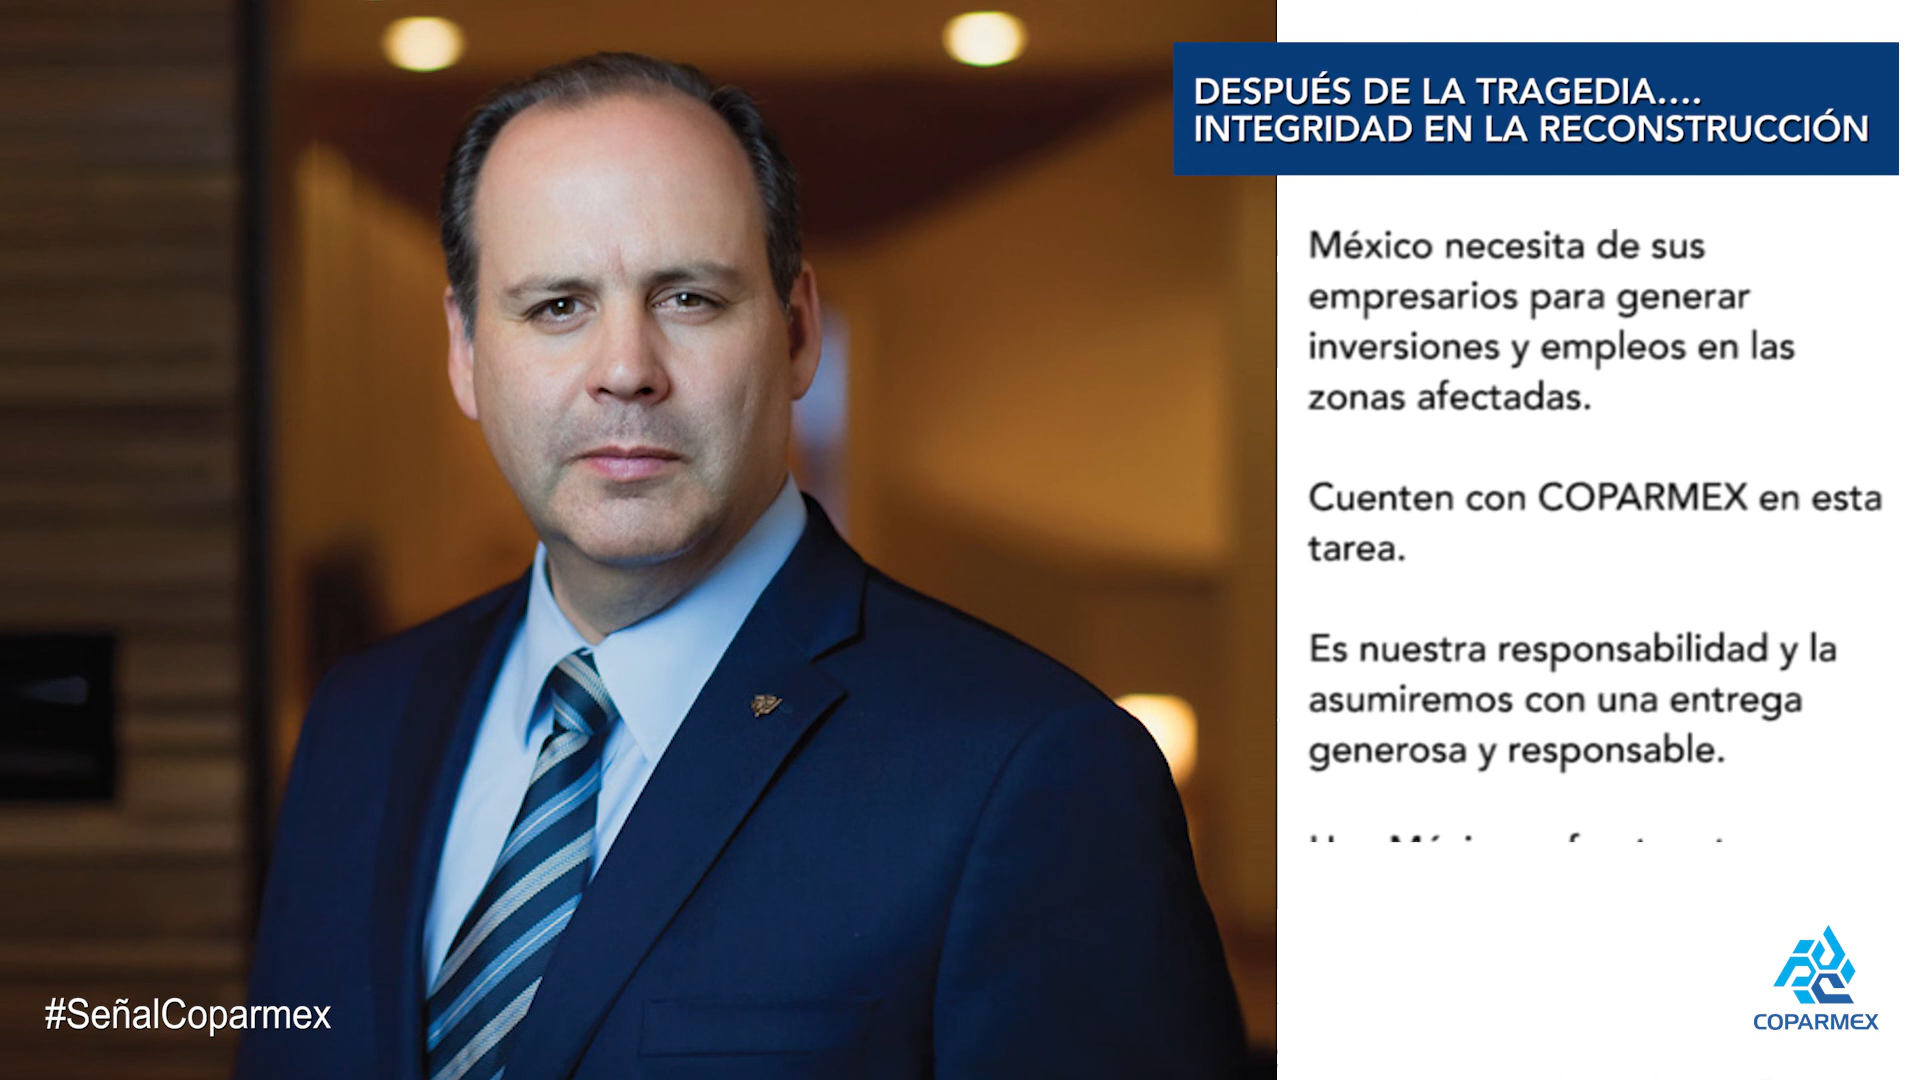 DESPUÉS DE LA TRAGEDIA....
INTEGRIDAD EN LA RECONSTRUCCIÓN
México necesita de sus
empresarios para generar
inversiones y empleos en las
zonas afectadas.
Cuenten con COPARMEX en esta
tarea.
Es nuestra responsabilidad y la
asumiremos con una entrega
generosa y responsable.
#SeñalCoparmex
COPARMEX